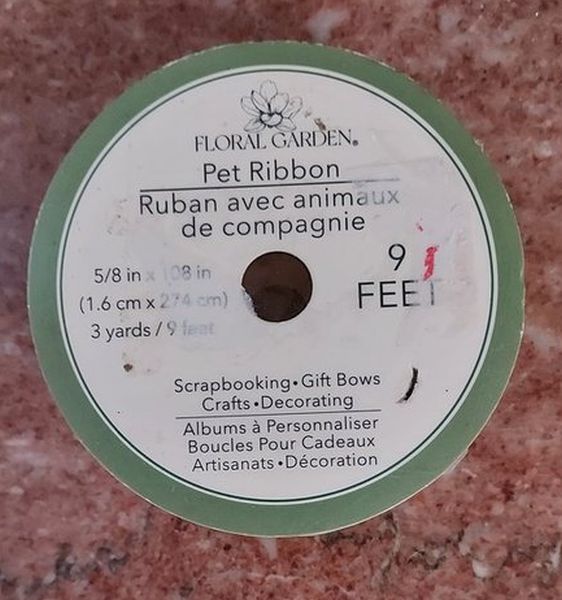 FLORAL GARDEN®
Pet Ribbon
Ruban avec animaux
de compagnie
5/8 in x 108 in
(1.6 cm x 274 cm)
3 yards / 9 feet
9
FEET
Scrapbooking • Gift Bows
Crafts • Decorating
Albums à Personnaliser
Boucles Pour Cadeaux
Artisanats • Décoration